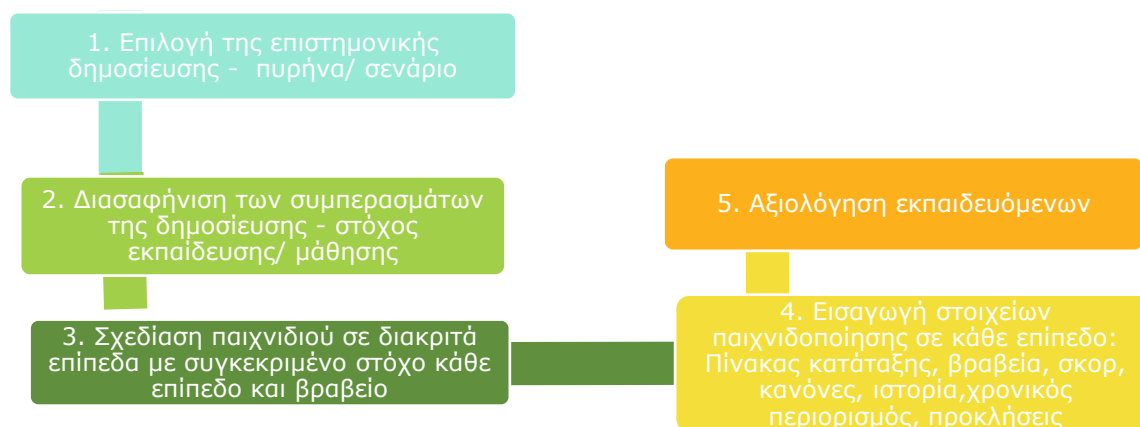 1. Επιλογή της επιστημονικής
δημοσίευσης -  πυρήνα/ σενάριο
2. Διασαφήνιση των συμπερασμάτων
της δημοσίευσης - στόχος
εκπαίδευσης/ μάθησης
3. Σχεδίαση παιχνιδιού σε διακριτά
επίπεδα με συγκεκριμένο στόχο κάθε
επίπεδο και βραβείο
4. Εισαγωγή στοιχείων
παιχνιδοποίησης σε κάθε επίπεδο:
Πίνακας κατάταξης, βραβεία, σκορ,
κανόνες, ιστορία,χρονικός
περιορισμός, προκλήσεις
5. Αξιολόγηση εκπαιδευόμενων